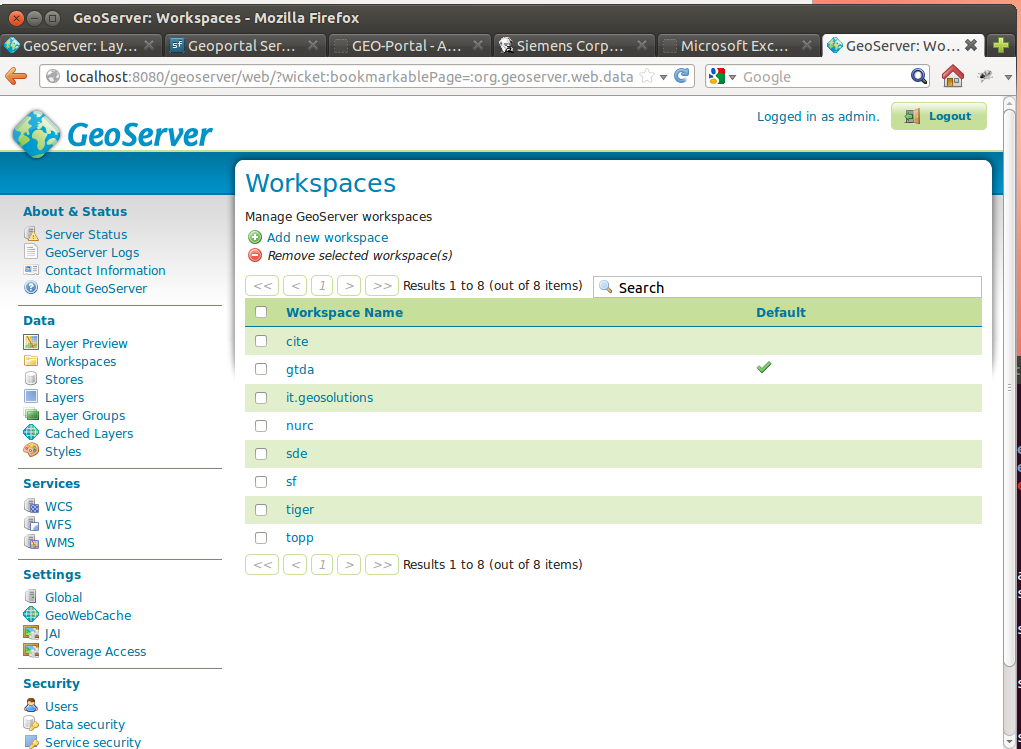 GeoServer: Workspaces - Mozilla Firefox
GeoServer: Lay... Geoportal Ser... GEO-Portal - A... Siemens Corp... Microsoft Exc... GeoServer: Wo...
localhost:8080/geoserver/web/?wicket:bookmarkablePage=:org.geoserver.web.data Google
GeoServer
Logged in as admin. Logout
Workspaces
Manage GeoServer workspaces
Add new workspace
Remove selected workspace(s)
<< < 1 > >> Results 1 to 8 (out of 8 items) Search
Workspace Name Default
cite
gtda
it.geosolutions
nurc
sde
sf
tiger
topp
<< < 1 > >> Results 1 to 8 (out of 8 items)
About & Status
Server Status
GeoServer Logs
Contact Information
About GeoServer
Data
Layer Preview
Workspaces
Stores
Layers
Layer Groups
Cached Layers
Styles
Services
WCS
WFS
WMS
Settings
Global
GeoWebCache
JAI
Coverage Access
Security
Users
Data security
Service security